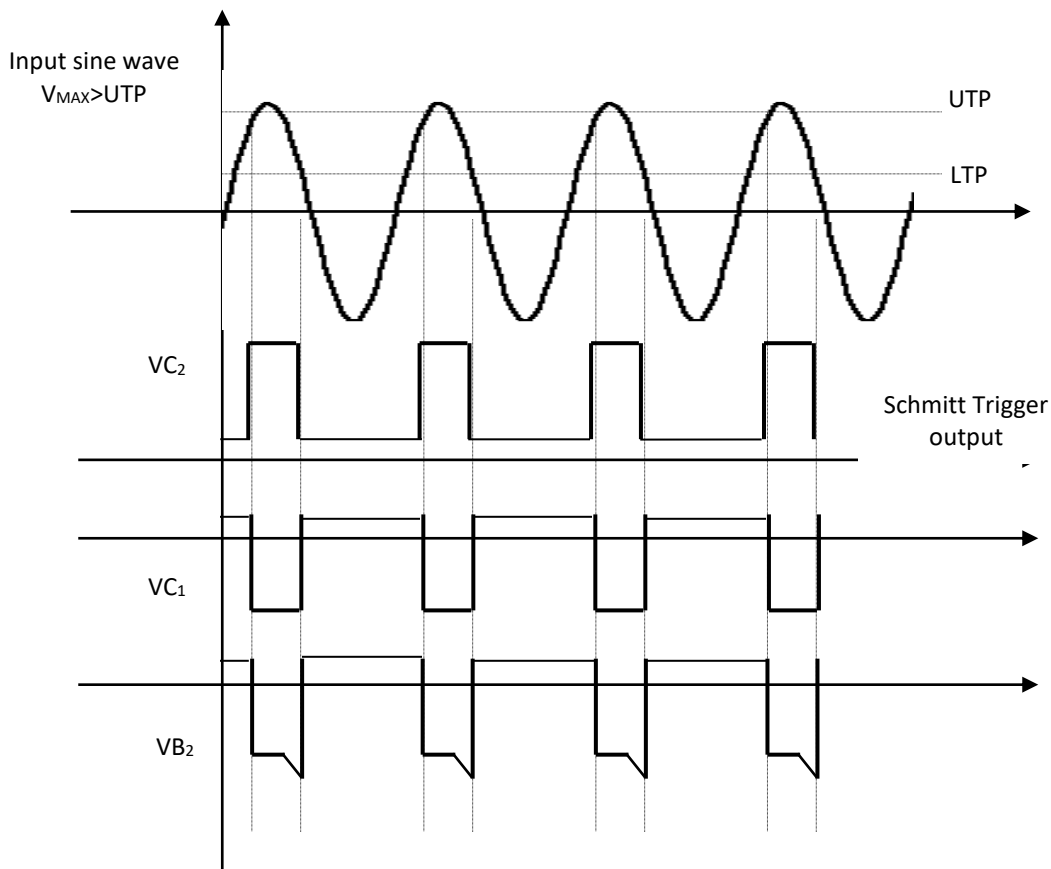 Input sine wave
VMAX>UTP
UTP
LTP
VC2
Schmitt Trigger
output
VC1
VB2